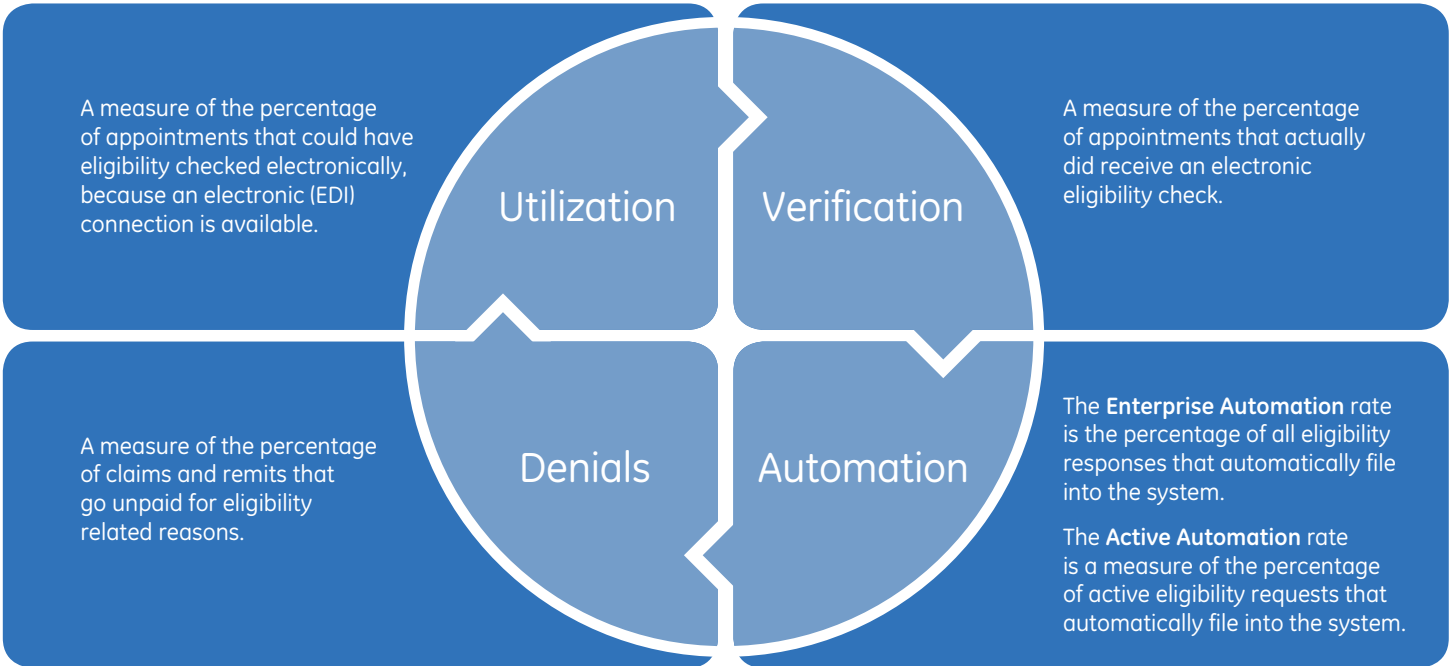 A measure of the percentage
of appointments that could have
eligibility checked electronically,
because an electronic (EDI)
connection is available.
Utilization
Verification
A measure of the percentage
of appointments that actually
did receive an electronic
eligibility check.
A measure of the percentage
of claims and remits that
go unpaid for eligibility
related reasons.
Denials
Automation
The Enterprise Automation rate
is the percentage of all eligibility
responses that automatically file
into the system.
The Active Automation rate
is a measure of the percentage
of active eligibility requests that
automatically file into the system.